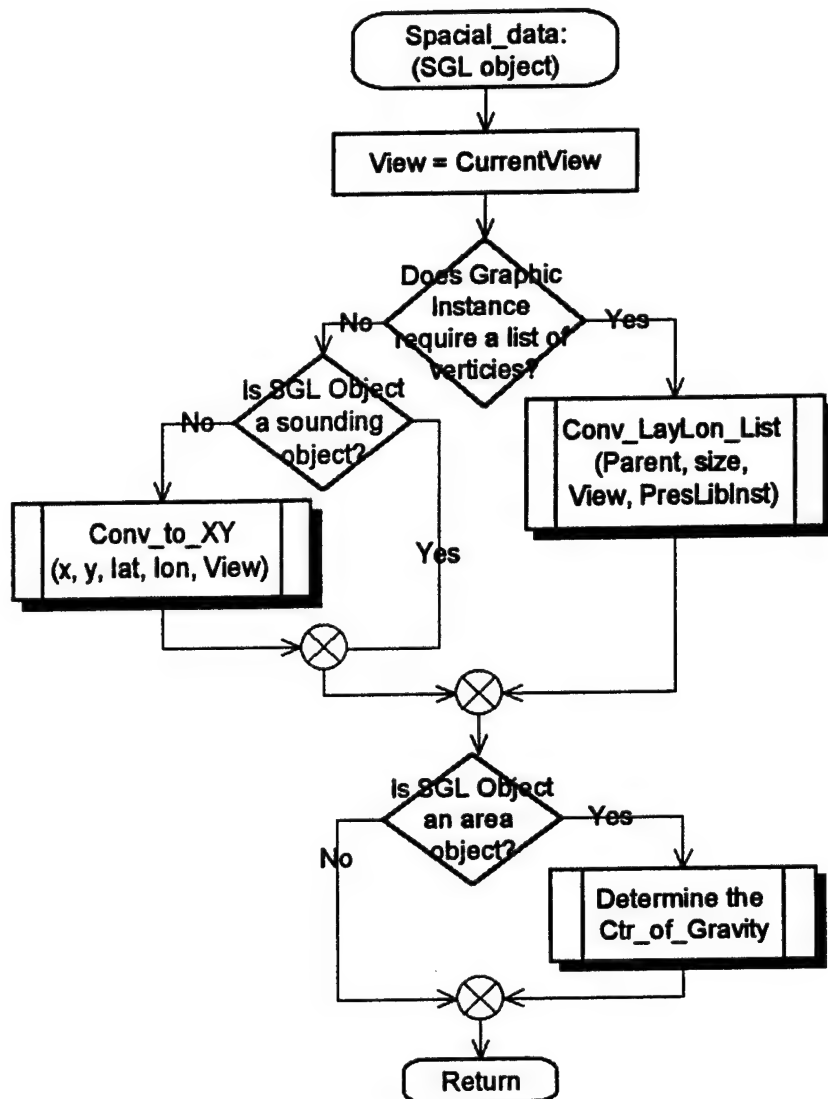 Spacial_data:
(SGL object)
View = CurrentView
Does Graphic
Instance
require a list of
verticies?
No
Yes
Is SGL Object
a sounding
object?
No
Yes
Conv_LayLon_List
(Parent, size,
View, PresLibInst)
Conv_to_XY
(x, y, lat, lon, View)
Is SGL Object
an area
object?
No
Yes
Determine the
Ctr_of_Gravity
Return